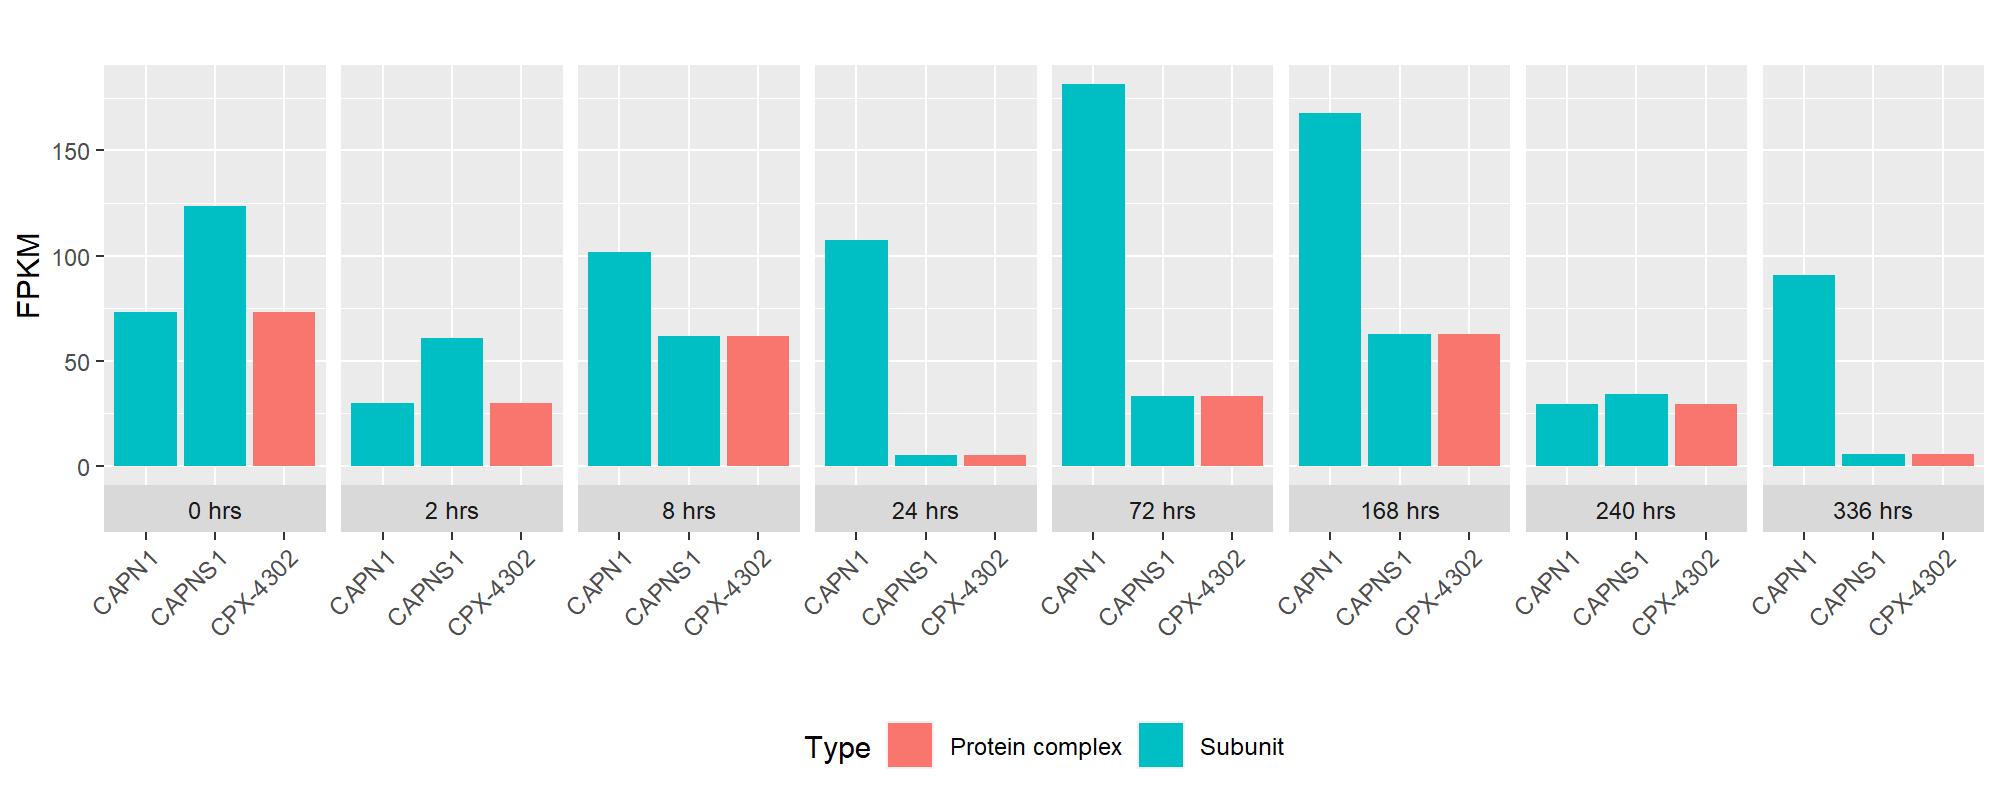 FPKM
150
100
50
0
0 hrs
2 hrs
8 hrs
24 hrs
72 hrs
168 hrs
240 hrs
336 hrs
CAPN1
CAPNS1
CPX-4302
CAPN1
CAPNS1
CPX-4302
CAPN1
CAPNS1
CPX-4302
CAPN1
CAPNS1
CPX-4302
CAPN1
CAPNS1
CPX-4302
CAPN1
CAPNS1
CPX-4302
CAPN1
CAPNS1
CPX-4302
CAPN1
CAPNS1
CPX-4302
Type Protein complex Subunit